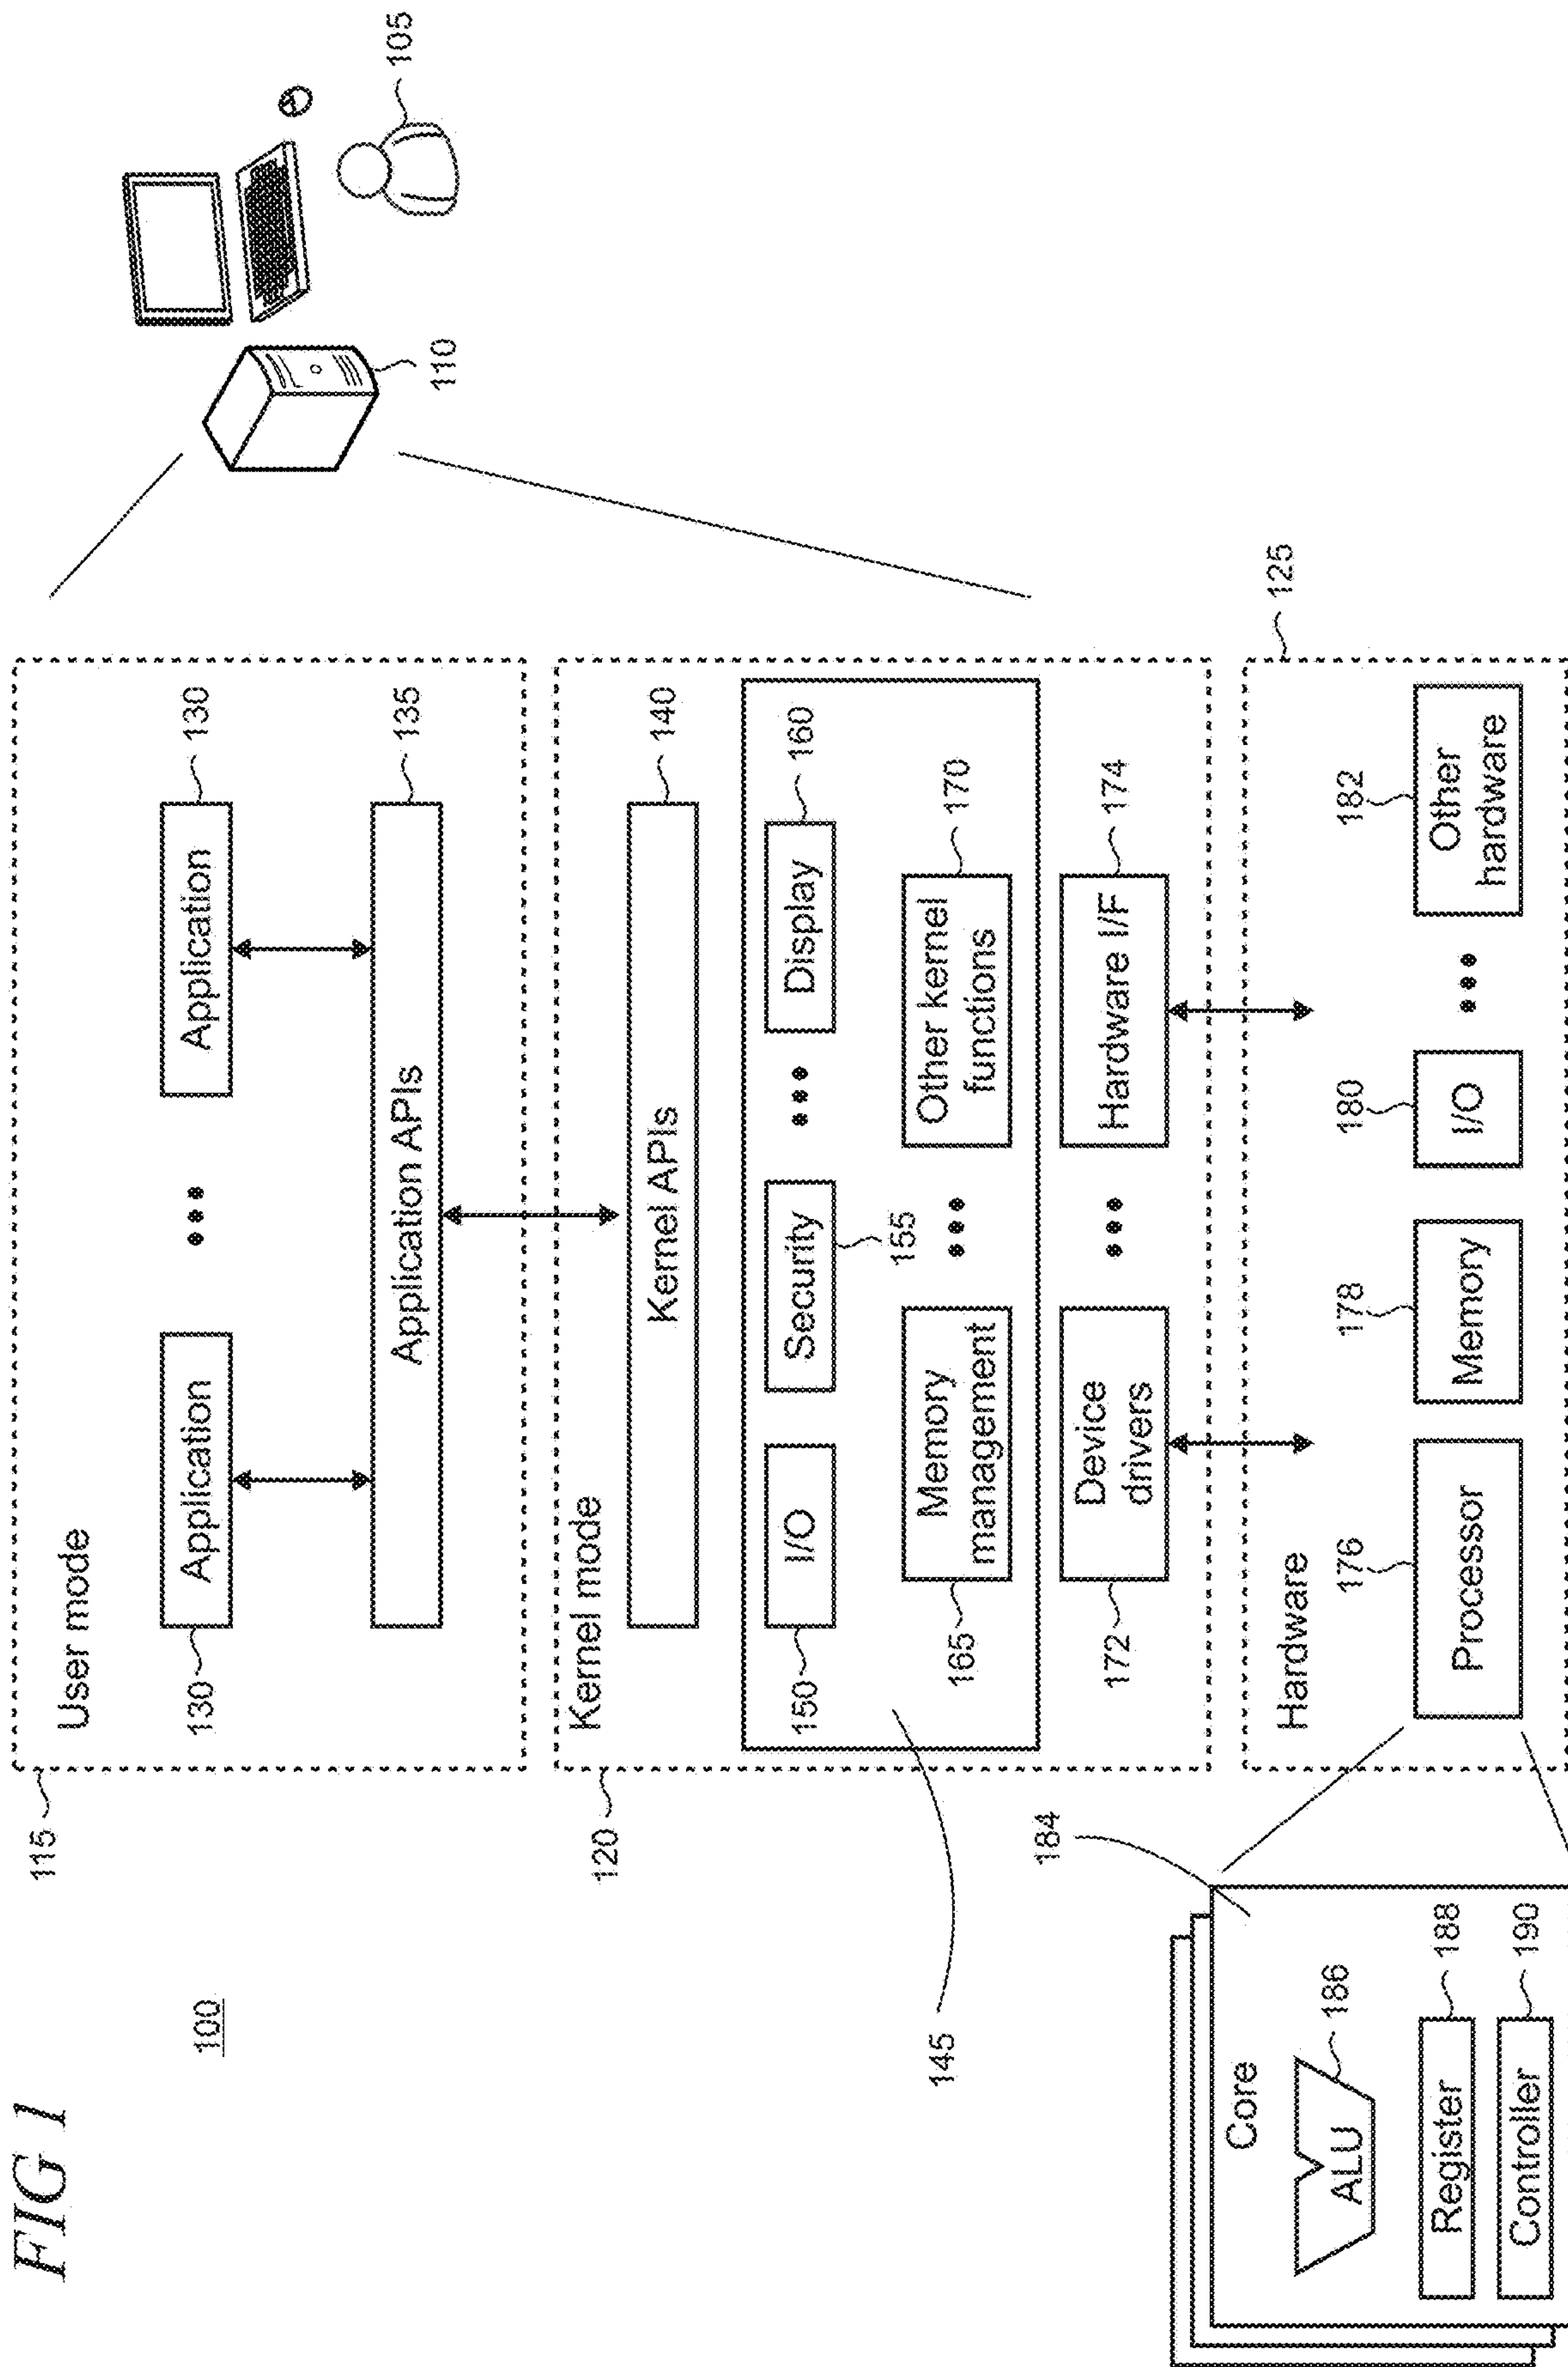 FIG 1
100
115
User mode
130
Application
Application
130
Application APIs
135
105
110
120
Kernel mode
Kernel APIs
140
150
I/O
Security
155
Display
160
165
Memory
management
Other kernel
functions
170
145
172
Device
drivers
Hardware I/F
174
125
Hardware
176
Processor
178
Memory
180
I/O
182
Other
hardware
184
Core
ALU
186
Register
188
Controller
190